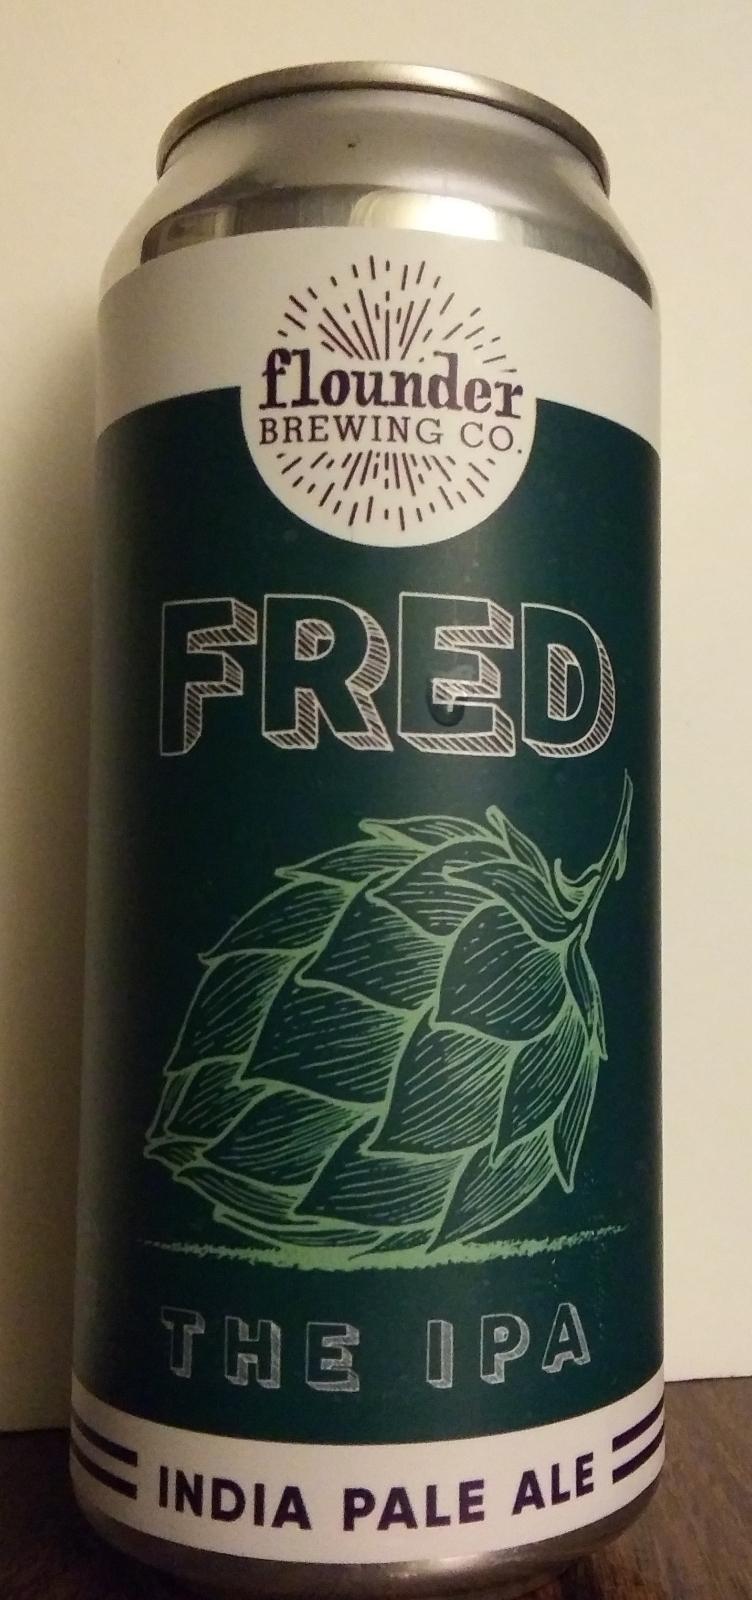 flounder
BREWING CO.
FRED
THE IPA
INDIA PALE ALE